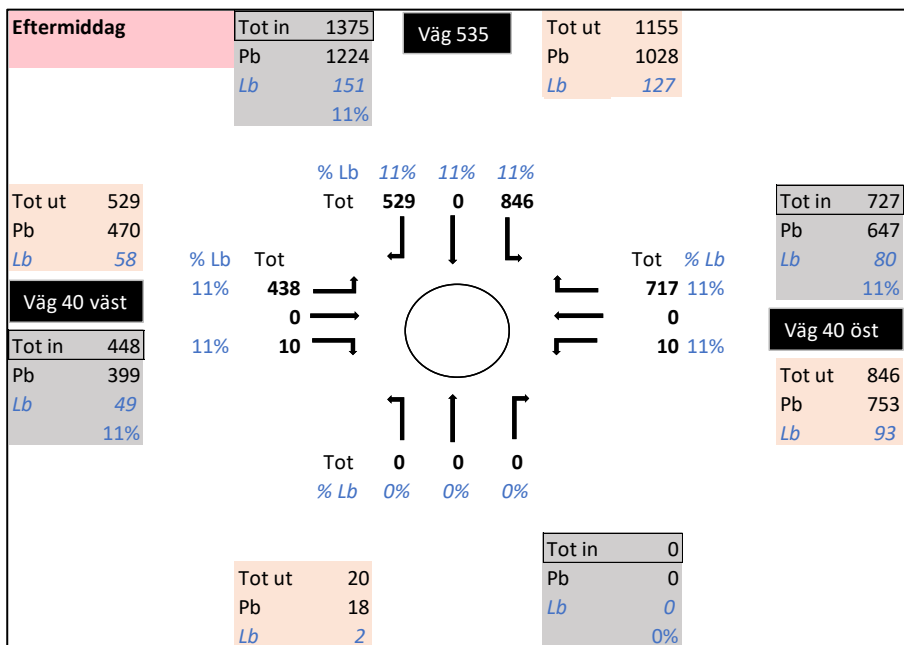 Eftermiddag
Tot in 1375
Pb 1224
Lb 151
11%
Väg 535
Tot ut 1155
Pb 1028
Lb 127
% Lb 11% 11% 11%
Tot 529 0 846
Tot ut 529
Pb 470
Lb 58
Väg 40 väst
Tot in 448
Pb 399
Lb 49
11%
% Lb Tot
11% 438
0
11% 10
Tot % Lb
717 11%
0
10 11%
Tot in 727
Pb 647
Lb 80
11%
Väg 40 öst
Tot ut 846
Pb 753
Lb 93
Tot 0 0 0
% Lb 0% 0% 0%
Tot ut 20
Pb 18
Lb 2
Tot in 0
Pb 0
Lb 0
0%